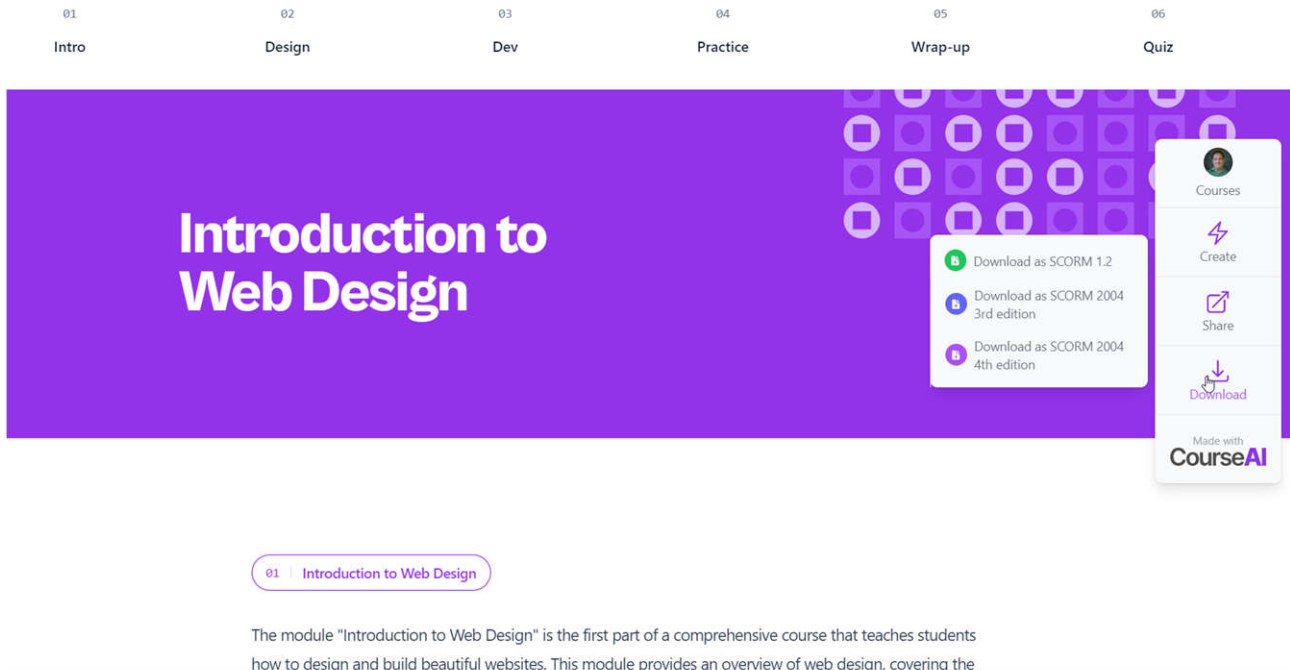 01
Intro
02
Design
03
Dev
04
Practice
05
Wrap-up
06
Quiz
Introduction to
Web Design
Download as SCORM 1.2
Download as SCORM 2004
3rd edition
Download as SCORM 2004
4th edition
Courses
Create
Share
Download
Made with
CourseAI
01 Introduction to Web Design
The module "Introduction to Web Design" is the first part of a comprehensive course that teaches students
how to design and build beautiful websites. This module provides an overview of web design, covering the